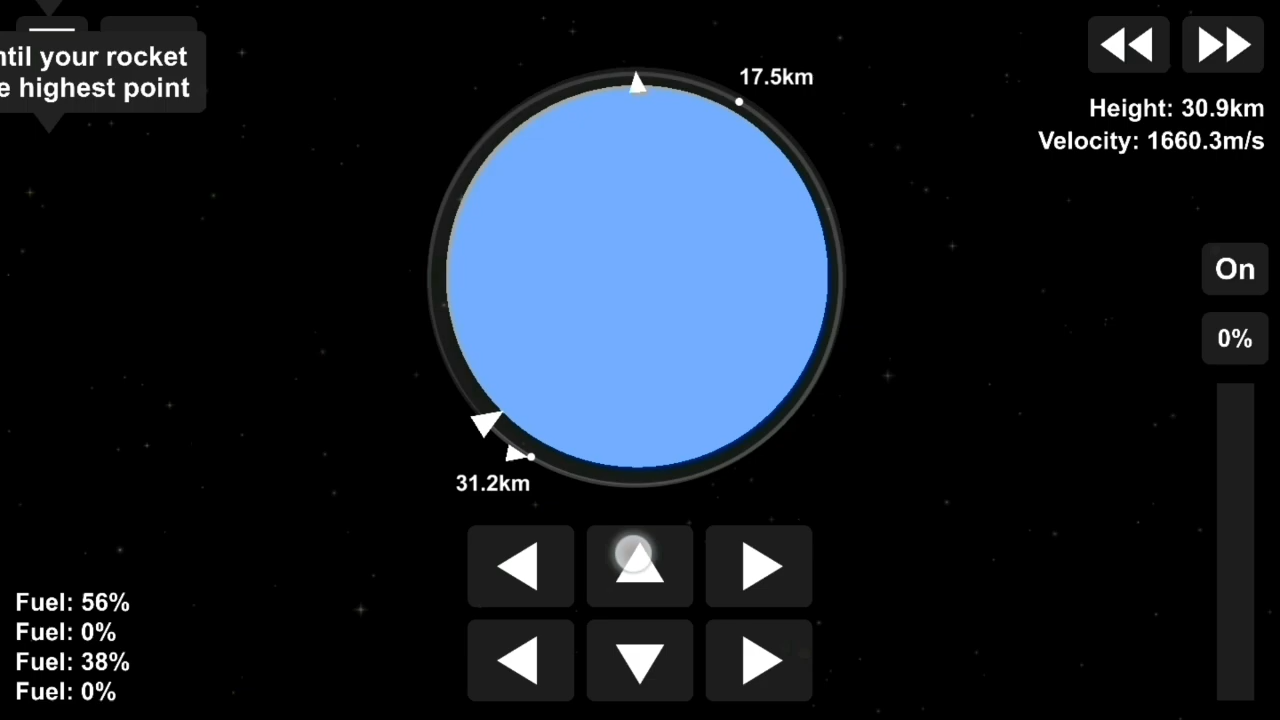 ntil your rocket
e highest point
17.5km
Height: 30.9km
Velocity: 1660.3m/s
On
0%
31.2km
Fuel: 56%
Fuel: 0%
Fuel: 38%
Fuel: 0%